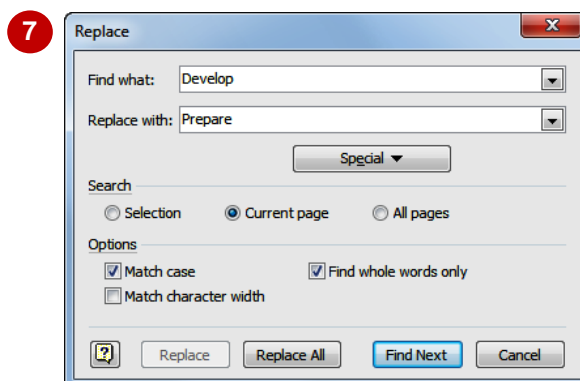 7
Replace
Find what: Develop
Replace with: Prepare
Special
Search
Selection Current page All pages
Options
Match case Find whole words only
Match character width
? Replace Replace All Find Next Cancel